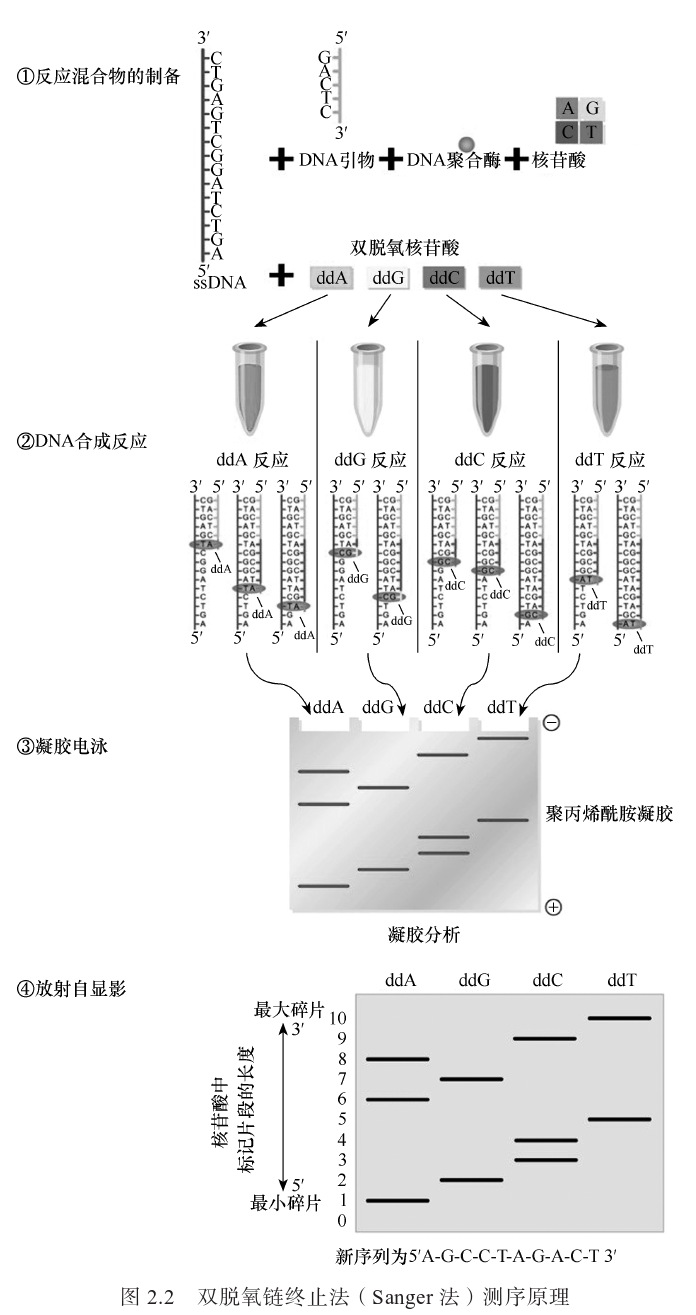 ①反应混合物的制备
3′
C
T
G
A
G
T
C
G
G
A
T
C
T
G
A
5′
ssDNA
5′
G
A
C
T
C
3′
A G
C T
+ DNA引物 + DNA聚合酶 + 核苷酸
双脱氧核苷酸
+ ddA ddG ddC ddT
②DNA合成反应
ddA 反应 ddG 反应 ddC 反应 ddT 反应
3′ 5′ 3′ 5′ 3′ 5′ 3′ 5′ 3′ 5′ 3′ 5′ 3′ 5′ 3′ 5′ 3′ 5′ 3′ 5′
ddA
ddA
ddA
ddG
ddG
ddC
ddC
ddC
ddT
ddT
5′ 5′ 5′ 5′ 5′ 5′ 5′ 5′ 5′ 5′
ddA ddG ddC ddT
③凝胶电泳
−
聚丙烯酰胺凝胶
+
凝胶分析
④放射自显影
ddA ddG ddC ddT
最大碎片
3′
核苷酸中
标记片段的长度
5′
最小碎片
10
9
8
7
6
5
4
3
2
1
0
新序列为5′A-G-C-C-T-A-G-A-C-T 3′
图 2.2 双脱氧链终止法（Sanger 法）测序原理